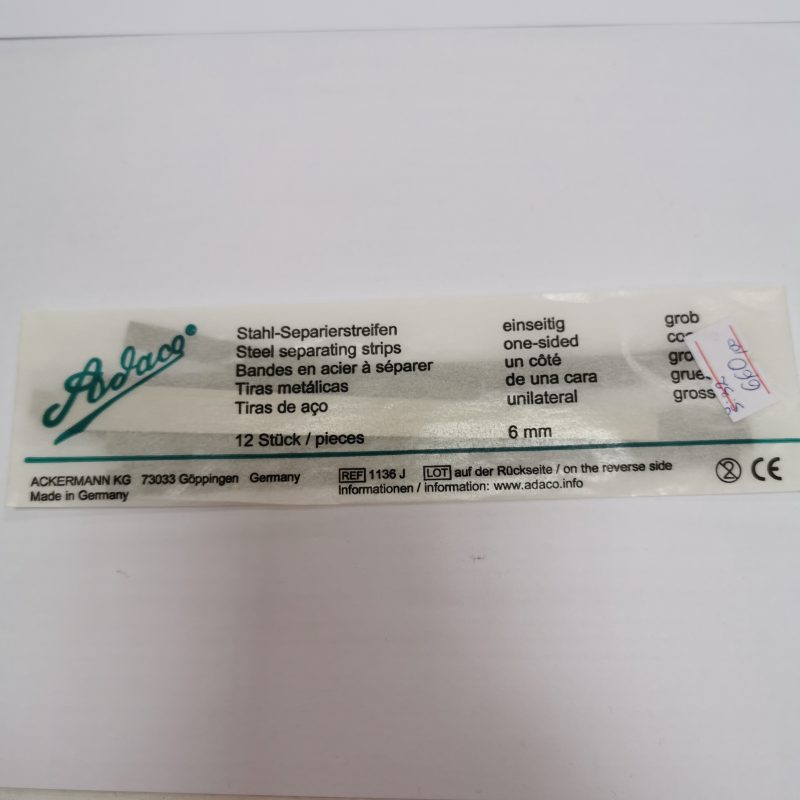 Adaco®
Stahl-Separierstreifen einseitig grob
Steel separating strips one-sided
Bandes en acier à séparer un côté
Tiras metálicas de una cara
Tiras de aço unilateral
12 Stück / pieces 6 mm
ACKERMANN KG 73033 Göppingen Germany
Made in Germany
REF 1136 J LOT auf der Rückseite / on the reverse side
Informationen / information: www.adaco.info
2
CE